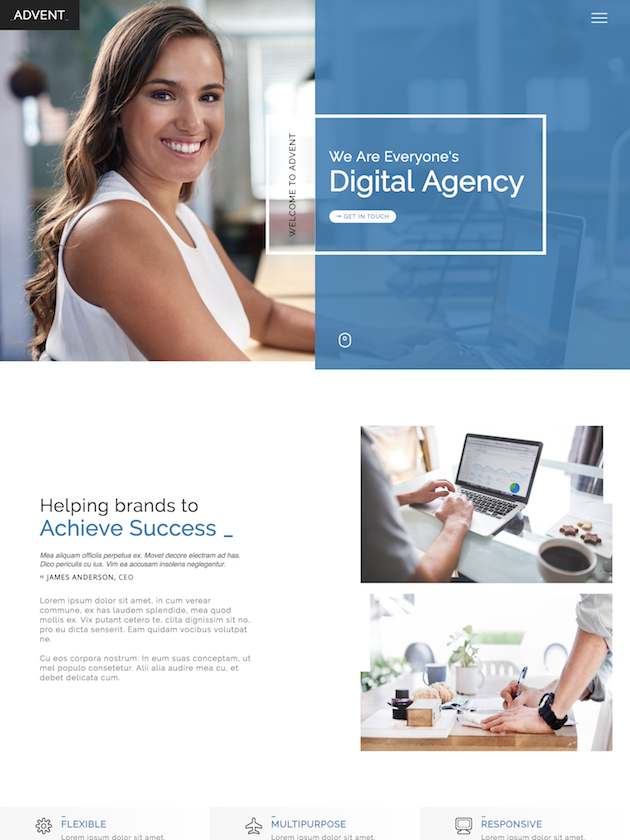 _ADVENT_
WELCOME TO ADVENT
We Are Everyone's
Digital Agency
→ GET IN TOUCH
Helping brands to
Achieve Success _
Mea aliquam officiis perpetua ex. Movet decore electram ad has.
Dico periculis cu ius. Vim ea accusam insolens neglegentur.
JAMES ANDERSON, CEO
Lorem ipsum dolor sit amet, in cum verear
commune, ex has laudem splendide, mea quod
mollis ex. Vix putant cetero te, clita dignissim sit no,
pro eu dicta senserit. Eam quidam vocibus volutpat
ne.
Cu eos corpora nostrum. In eum suas conceptam, ut
mel populo consetetur. Alii alia audire mea cu, et
debet delicata cum.
FLEXIBLE
Lorem ipsum dolor sit amet,
MULTIPURPOSE
Lorem ipsum dolor sit amet,
RESPONSIVE
Lorem ipsum dolor sit amet,